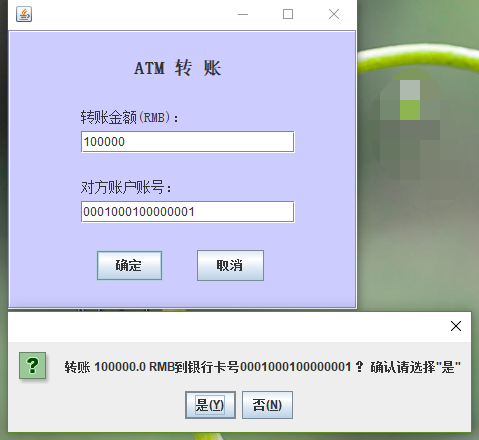 ATM 转 账
转账金额(RMB)：
100000
对方账户账号：
0001000100000001
确定 取消
转账 100000.0 RMB到银行卡号0001000100000001？ 确认请选择"是"
是(Y) 否(N)